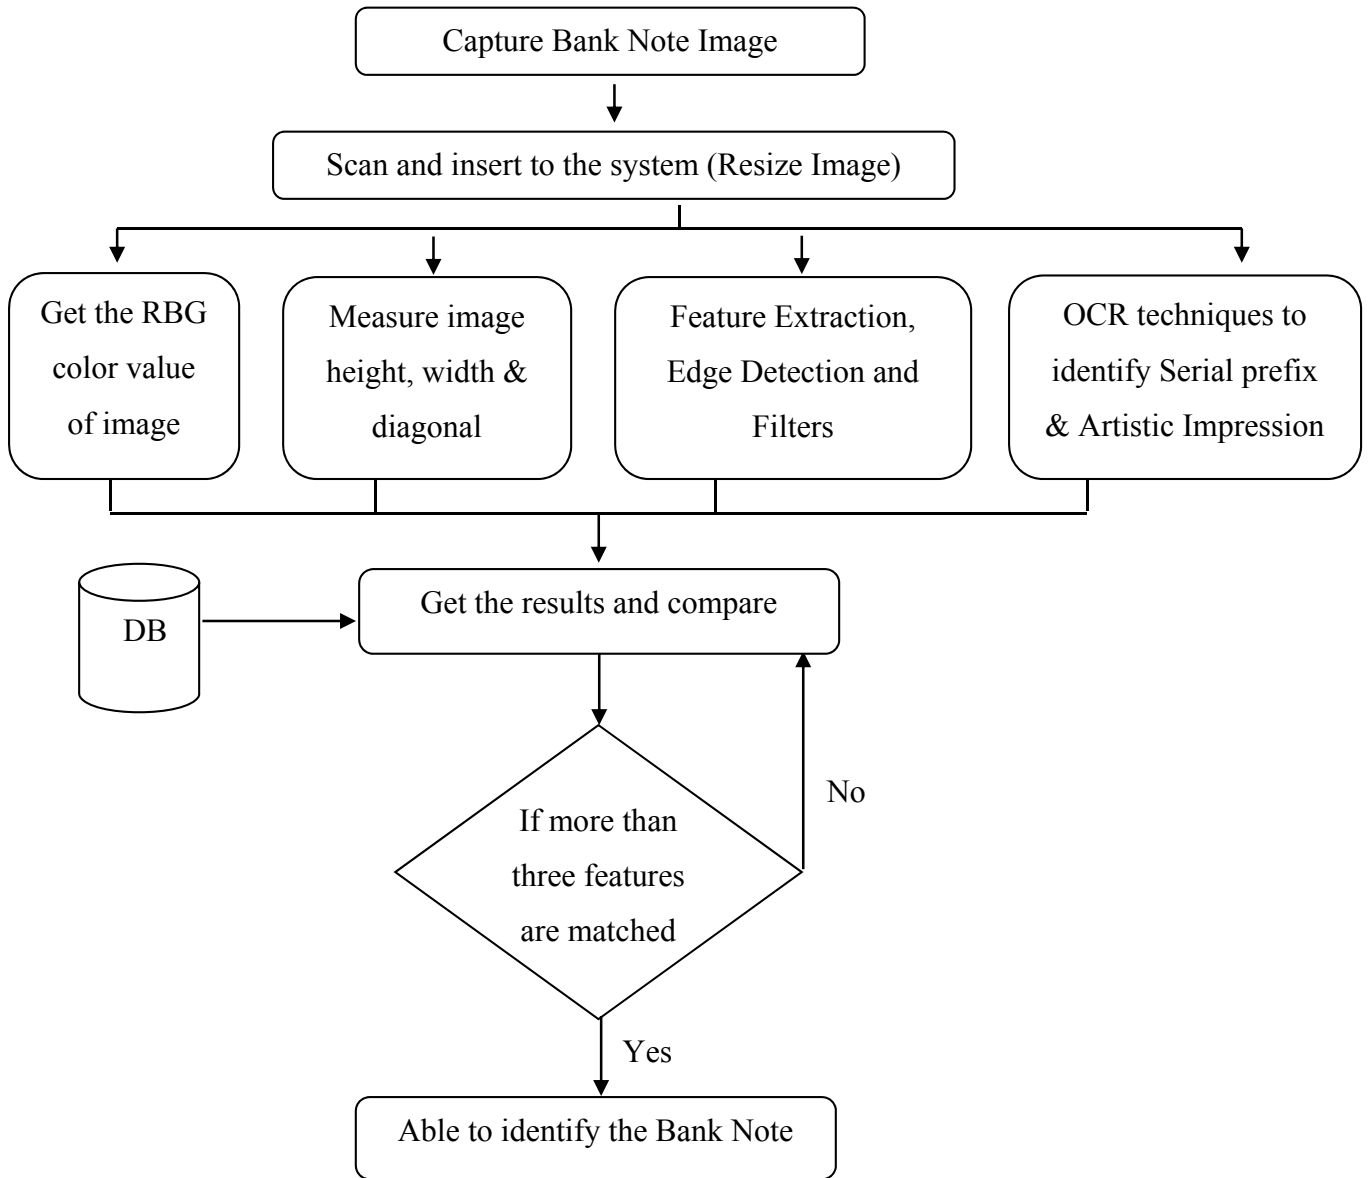 Capture Bank Note Image
Scan and insert to the system (Resize Image)
Get the RBG
color value
of image
Measure image
height, width &
diagonal
Feature Extraction,
Edge Detection and
Filters
OCR techniques to
identify Serial prefix
& Artistic Impression
Get the results and compare
DB
If more than
three features
are matched
No
Yes
Able to identify the Bank Note